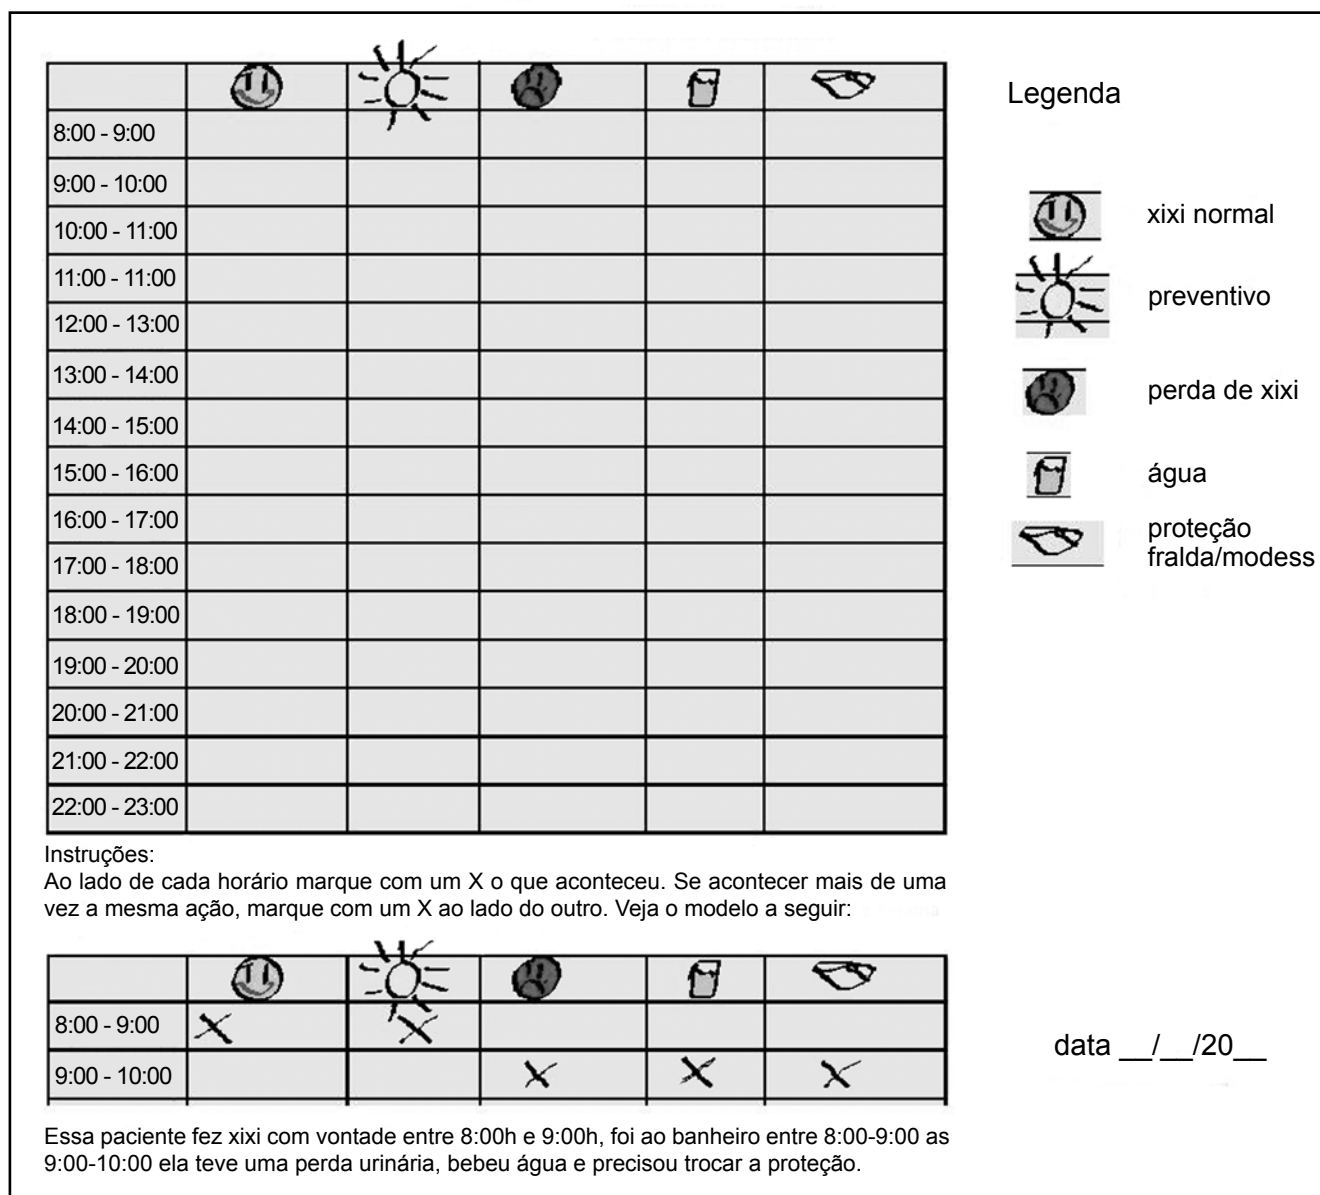 Legenda
8:00 - 9:00
9:00 - 10:00
10:00 - 11:00
11:00 - 11:00
12:00 - 13:00
13:00 - 14:00
14:00 - 15:00
15:00 - 16:00
16:00 - 17:00
17:00 - 18:00
18:00 - 19:00
19:00 - 20:00
20:00 - 21:00
21:00 - 22:00
22:00 - 23:00
xixi normal
preventivo
perda de xixi
água
proteção
fralda/modess
Instruções:
Ao lado de cada horário marque com um X o que aconteceu. Se acontecer mais de uma
vez a mesma ação, marque com um X ao lado do outro. Veja o modelo a seguir:
8:00 - 9:00 X X
9:00 - 10:00 X X X
data __/__/20__
Essa paciente fez xixi com vontade entre 8:00h e 9:00h, foi ao banheiro entre 8:00-9:00 as
9:00-10:00 ela teve uma perda urinária, bebeu água e precisou trocar a proteção.